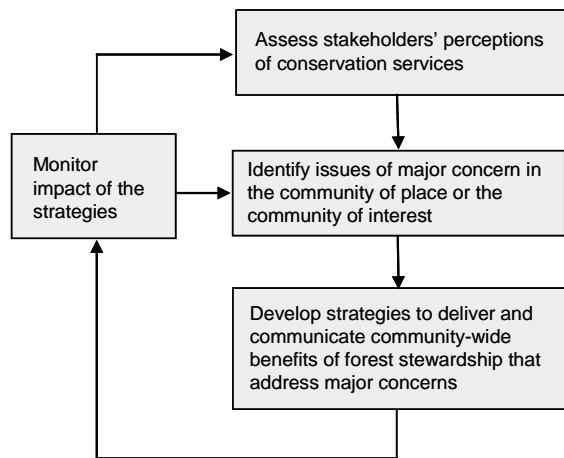 Assess stakeholders' perceptions
of conservation services
Monitor
impact of the
strategies
Identify issues of major concern in
the community of place or the
community of interest
Develop strategies to deliver and
communicate community-wide
benefits of forest stewardship that
address major concerns